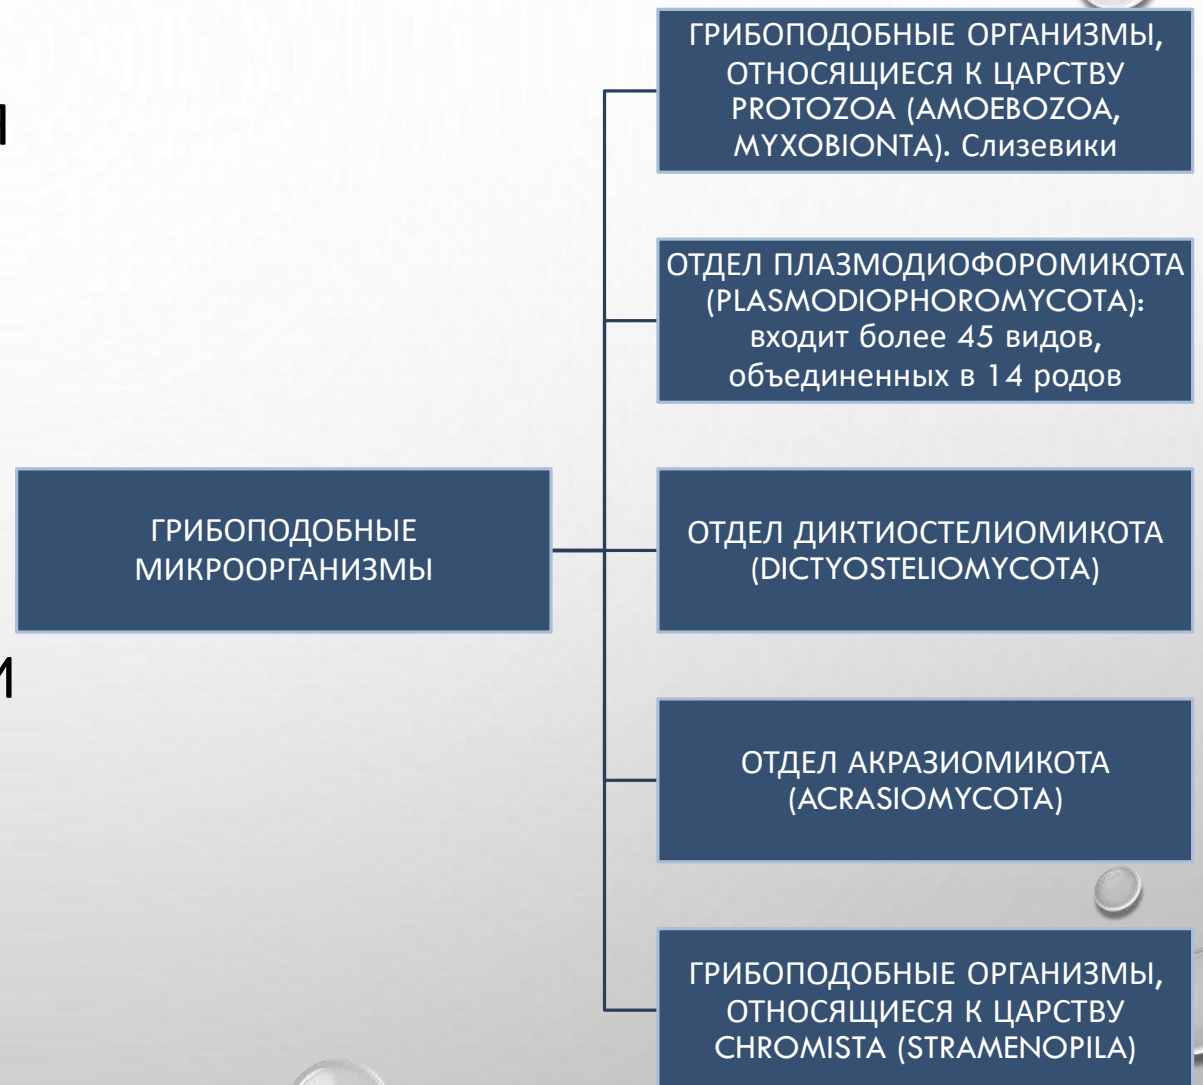 ГРИБОПОДОБНЫЕ
МИКРООРГАНИЗМЫ
ГРИБОПОДОБНЫЕ ОРГАНИЗМЫ,
ОТНОСЯЩИЕСЯ К ЦАРСТВУ
PROTOZOA (AMOEBOZOA,
MYXOBIONTA). Слизевики
ОТДЕЛ ПЛАЗМОДИОФОРОМИКОТА
(PLASMODIOPHOROMYCOTA):
входит более 45 видов,
объединенных в 14 родов
ОТДЕЛ ДИКТИОСТЕЛИОМИКОТА
(DICTYOSTELIOMYCOTA)
ОТДЕЛ АКРАЗИОМИКОТА
(ACRASIOMYCOTA)
ГРИБОПОДОБНЫЕ ОРГАНИЗМЫ,
ОТНОСЯЩИЕСЯ К ЦАРСТВУ
CHROMISTA (STRAMENOPILA)